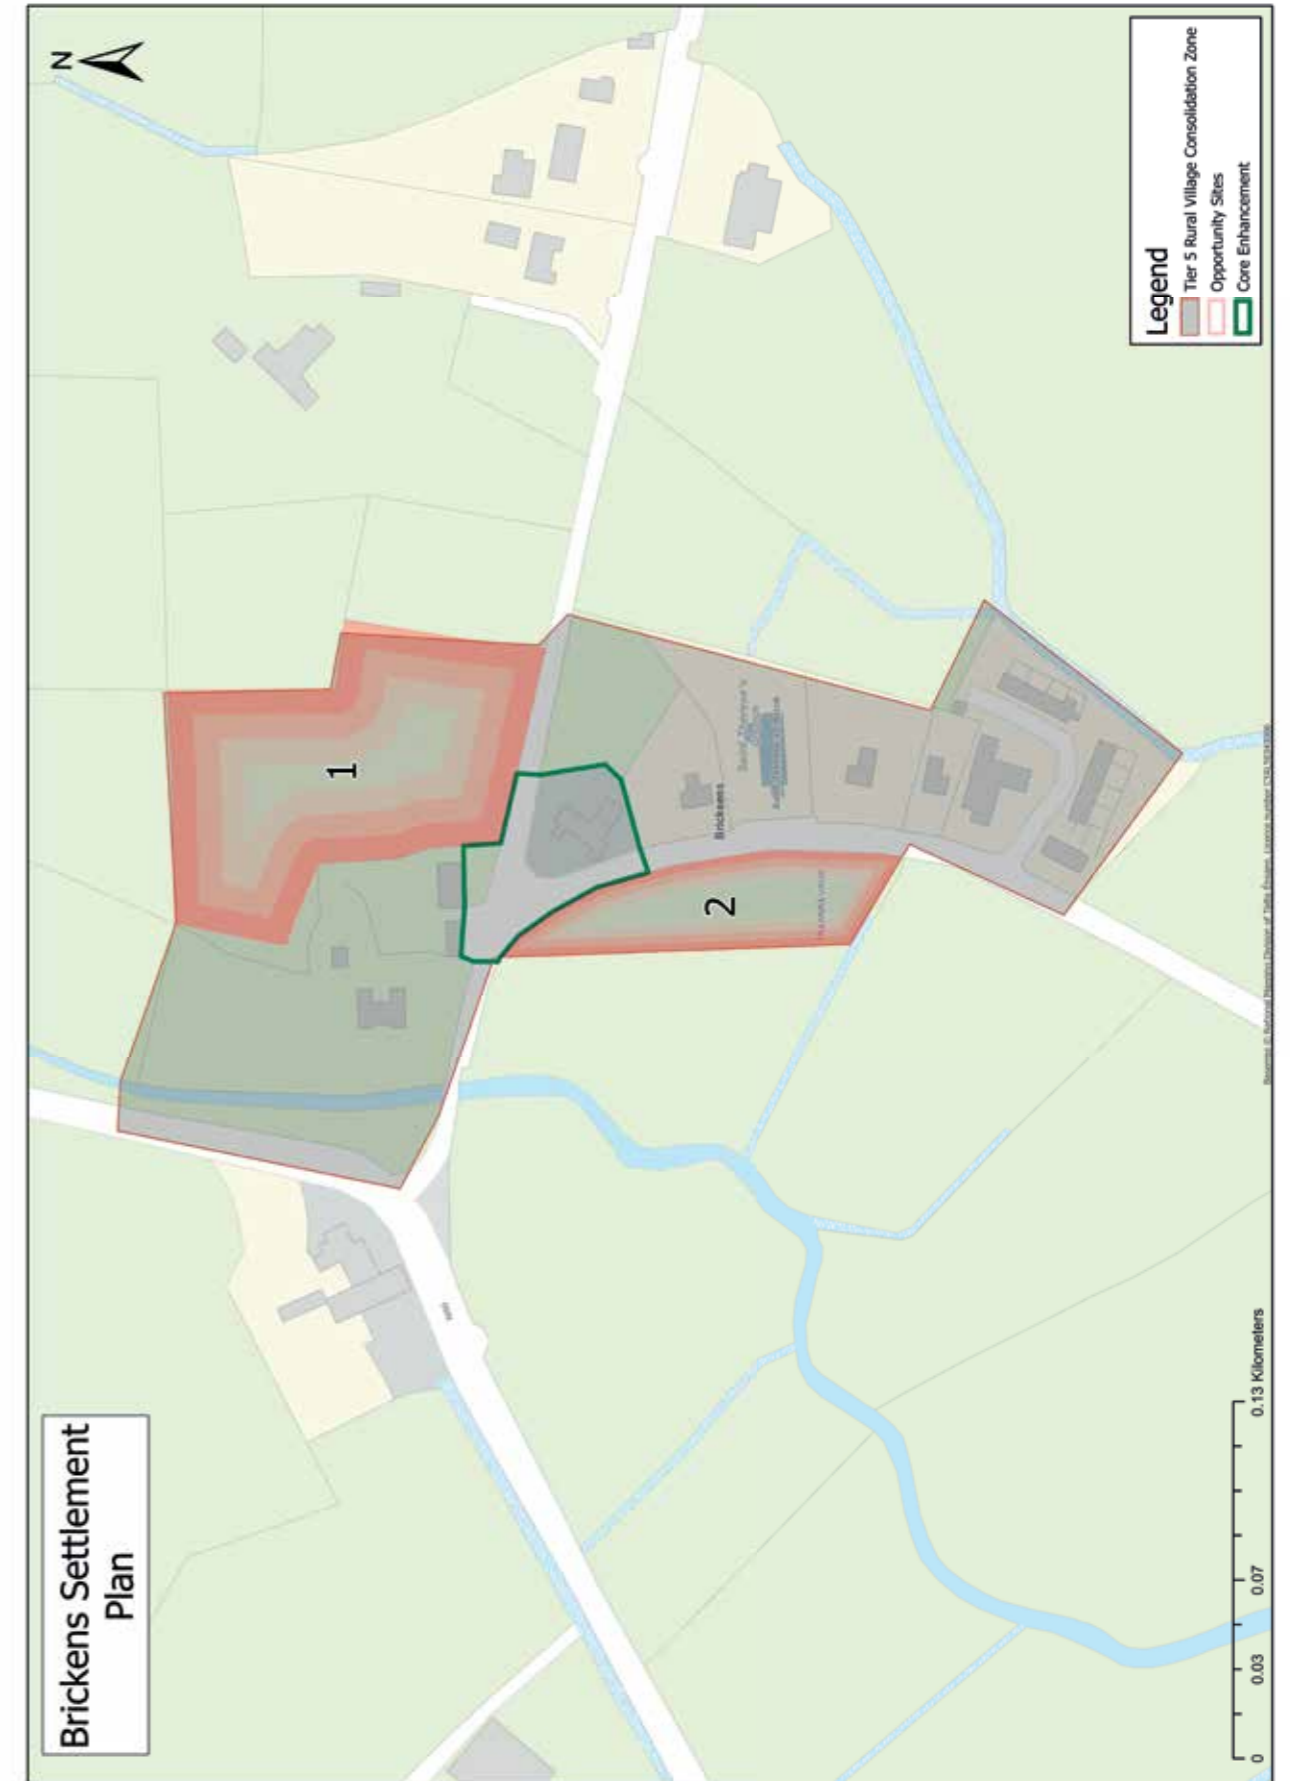 Brickens Settlement
Plan
N
1
2
Brickens
Legend
Tier 5 Rural Village Consolidation Zone
Opportunity Sites
Core Enhancement
0
0.03
0.07
0.13 Kilometers